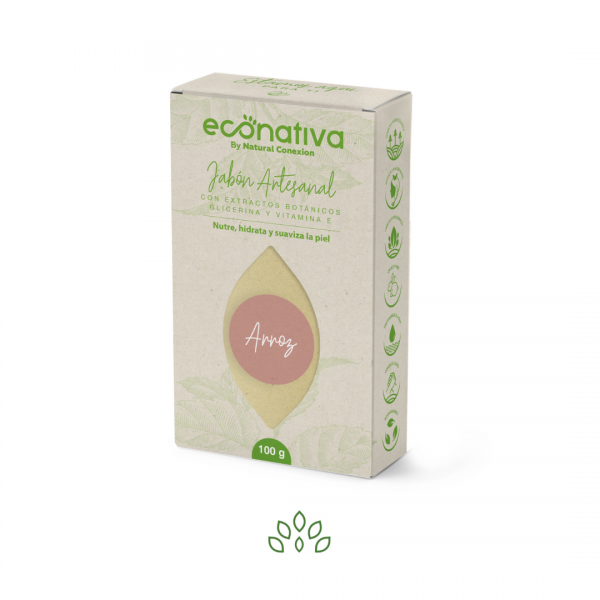 econativa
By Natural Conexion
Jabón Artesanal
CON EXTRACTOS BOTÁNICOS
GLICERINA Y VITAMINA E
Nutre, hidrata y suaviza la piel
Arroz
100 g